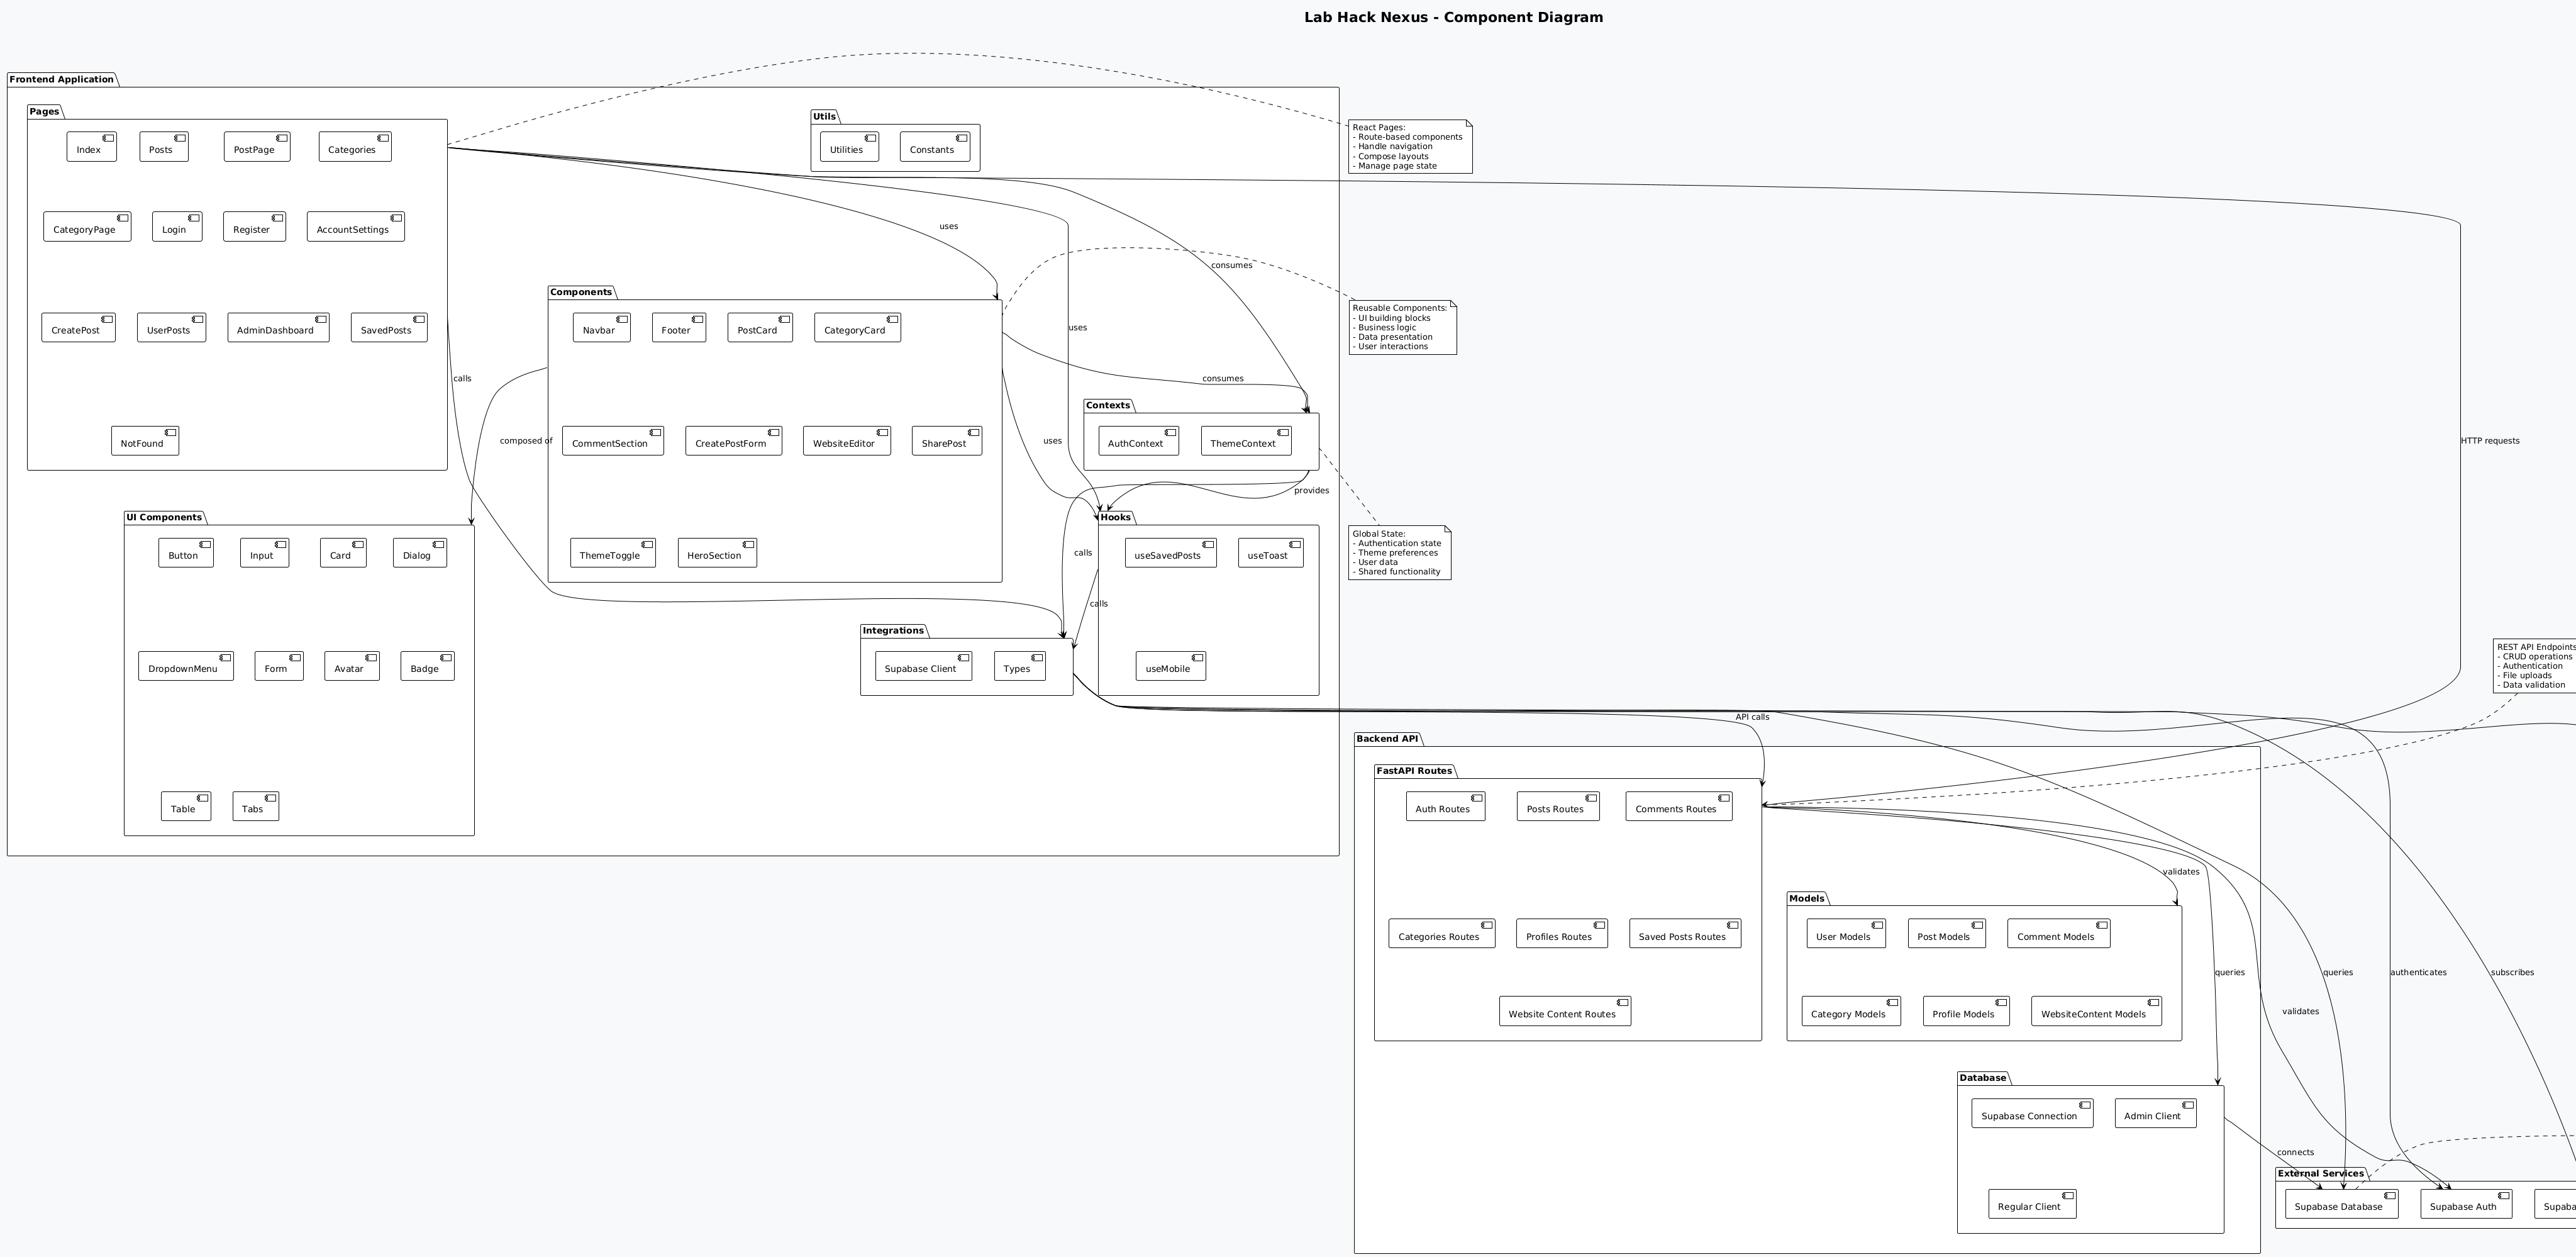 Lab Hack Nexus - Component Diagram
Frontend Application
Pages
Index
Posts
PostPage
Categories
CategoryPage
Login
Register
AccountSettings
CreatePost
UserPosts
AdminDashboard
SavedPosts
NotFound
Utils
Utilities
Constants
React Pages:
- Route-based components
- Handle navigation
- Compose layouts
- Manage page state
uses
consumes
uses
calls
HTTP requests
Components
Navbar
Footer
PostCard
CategoryCard
CommentSection
CreatePostForm
WebsiteEditor
SharePost
ThemeToggle
HeroSection
Reusable Components:
- UI building blocks
- Business logic
- Data presentation
- User interactions
consumes
composed of
uses
Contexts
AuthContext
ThemeContext
provides
calls
Global State:
- Authentication state
- Theme preferences
- User data
- Shared functionality
UI Components
Button
Input
Card
Dialog
DropdownMenu
Form
Avatar
Badge
Table
Tabs
Hooks
useSavedPosts
useToast
useMobile
calls
Integrations
Supabase Client
Types
API calls
REST API Endpoints
- CRUD operations
- Authentication
- File uploads
- Data validation
Backend API
FastAPI Routes
Auth Routes
Posts Routes
Comments Routes
Categories Routes
Profiles Routes
Saved Posts Routes
Website Content Routes
validates
Models
User Models
Post Models
Comment Models
Category Models
Profile Models
WebsiteContent Models
queries
queries
authenticates
subscribes
validates
Database
Supabase Connection
Admin Client
Regular Client
connects
External Services
Supabase Database
Supabase Auth